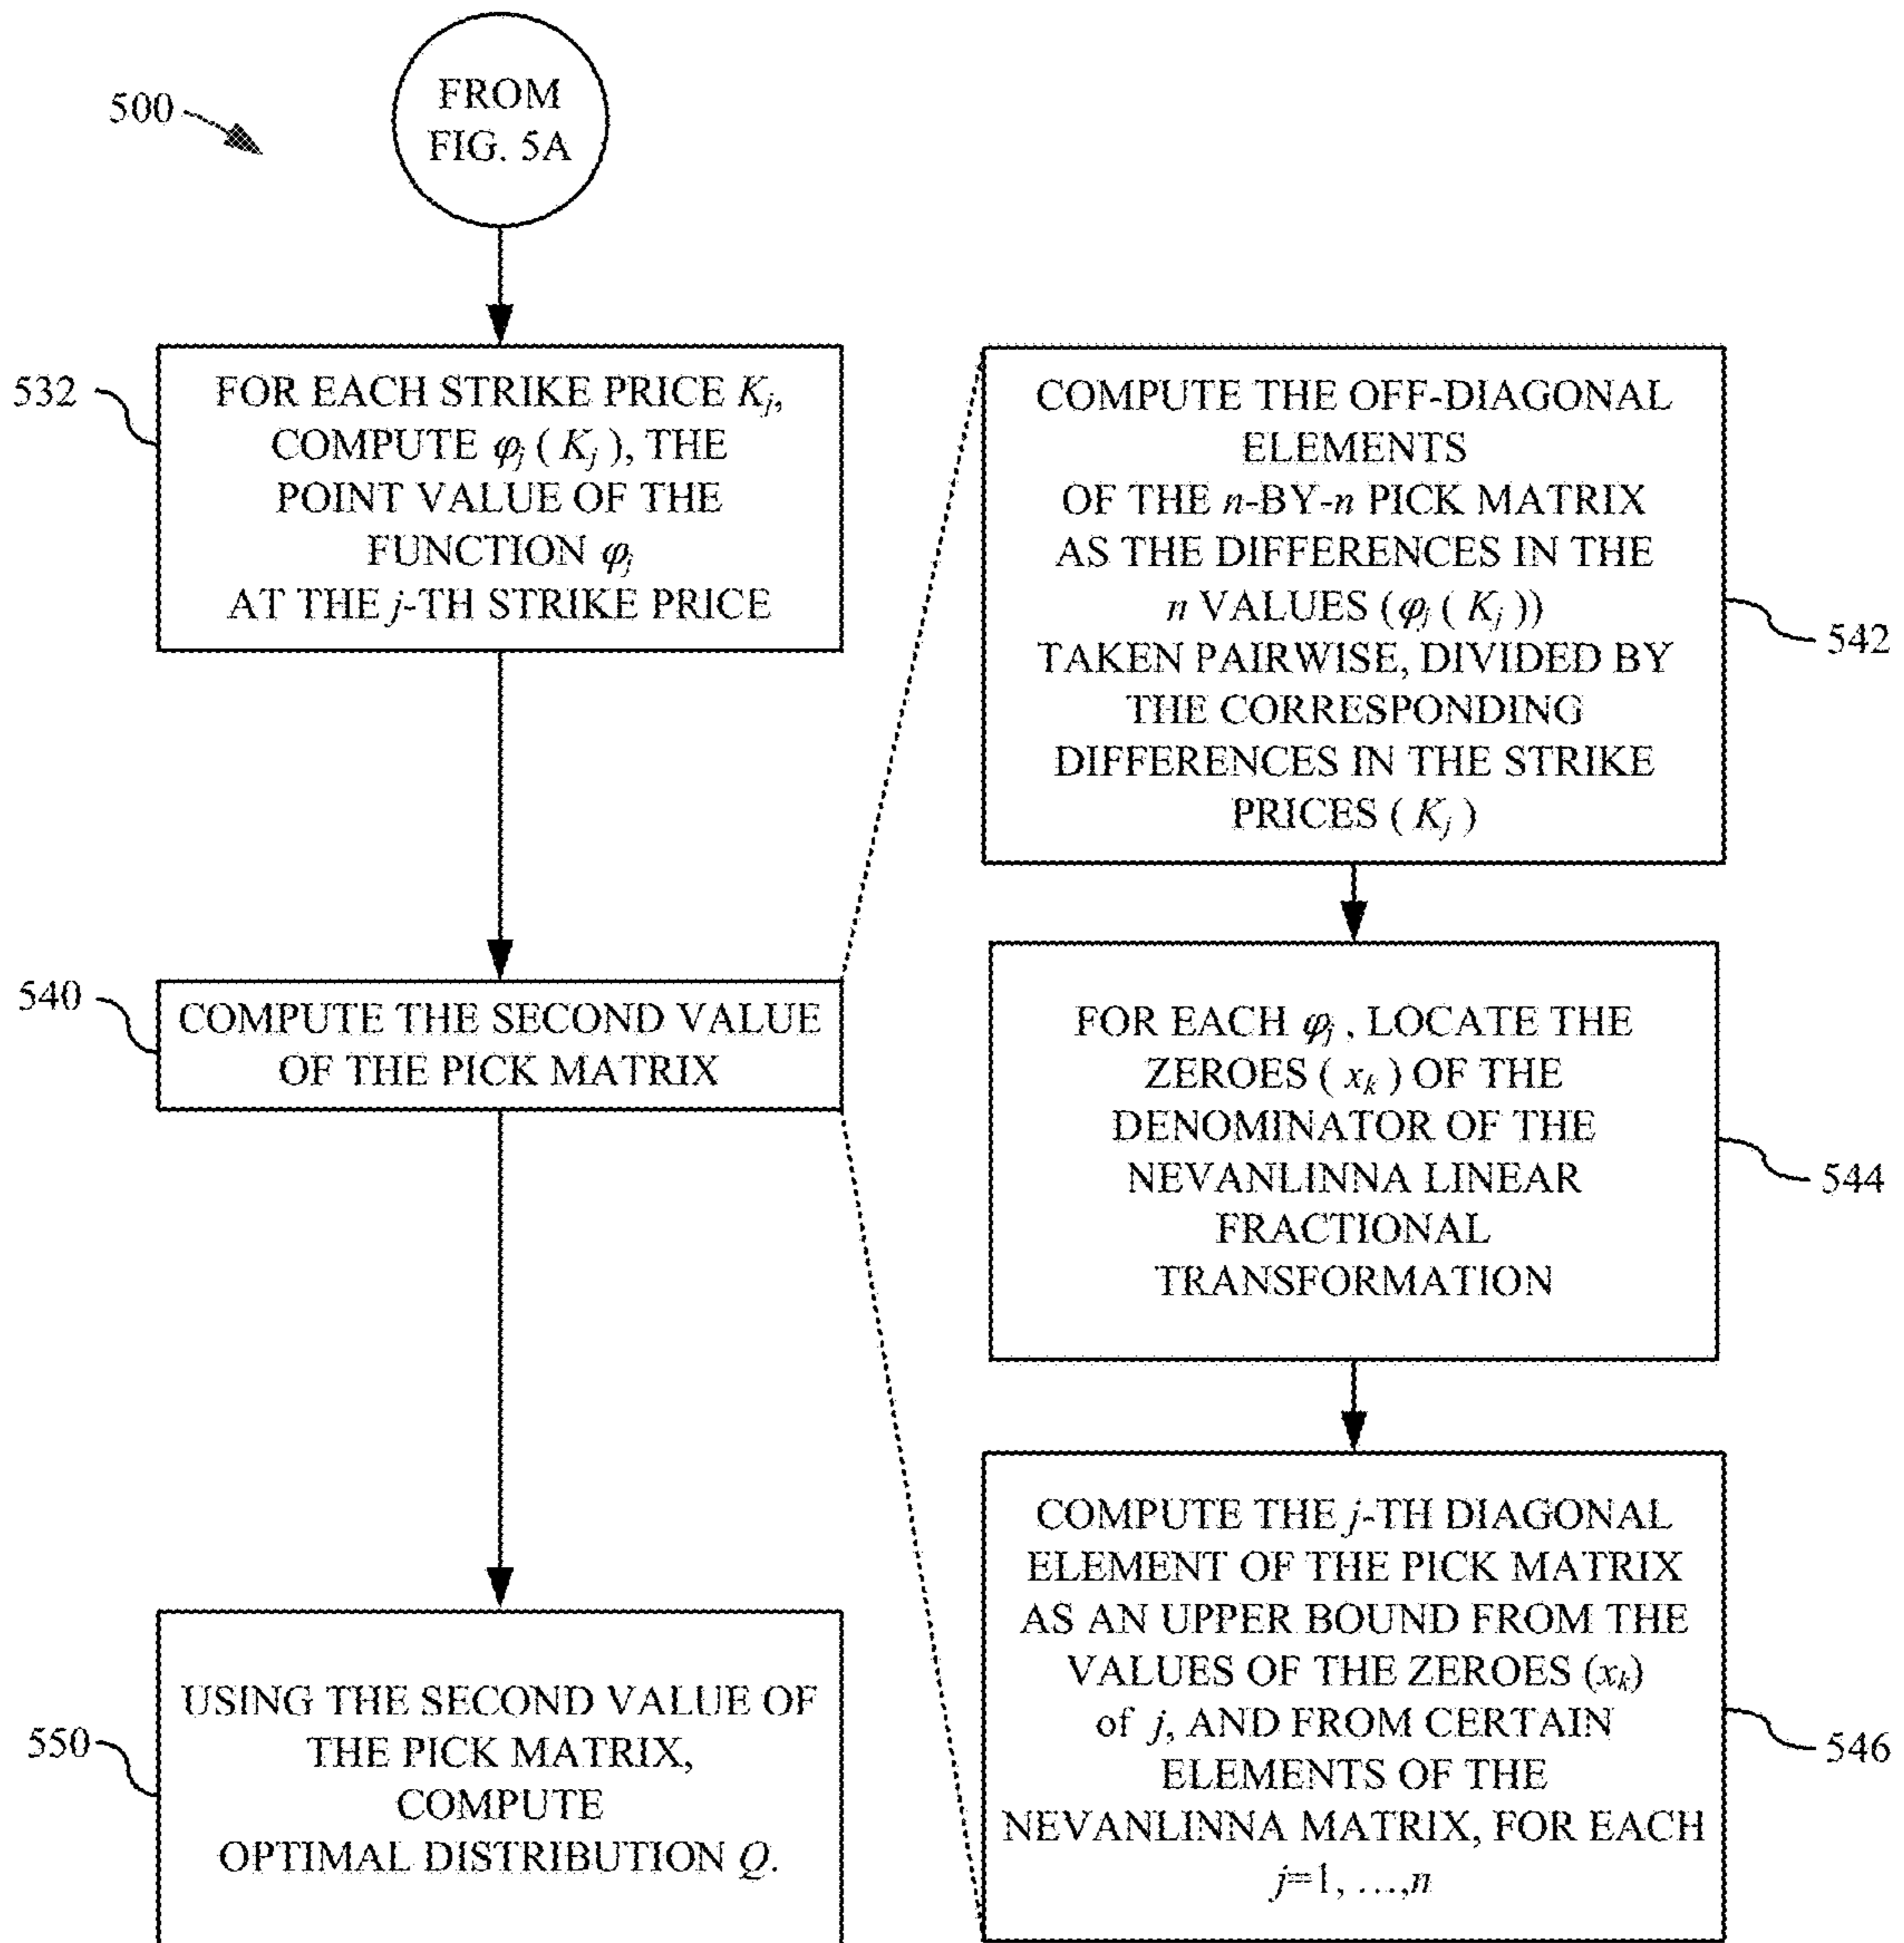 500
FROM
FIG. 5A
532
FOR EACH STRIKE PRICE Kj,
COMPUTE φj ( Kj ), THE
POINT VALUE OF THE
FUNCTION φj
AT THE j-TH STRIKE PRICE
540
COMPUTE THE SECOND VALUE
OF THE PICK MATRIX
550
USING THE SECOND VALUE OF
THE PICK MATRIX,
COMPUTE
OPTIMAL DISTRIBUTION Q.
COMPUTE THE OFF-DIAGONAL
ELEMENTS
OF THE n-BY-n PICK MATRIX
AS THE DIFFERENCES IN THE
n VALUES (φj ( Kj ))
TAKEN PAIRWISE, DIVIDED BY
THE CORRESPONDING
DIFFERENCES IN THE STRIKE
PRICES ( Kj )
542
FOR EACH φj , LOCATE THE
ZEROES ( xk ) OF THE
DENOMINATOR OF THE
NEVANLINNA LINEAR
FRACTIONAL
TRANSFORMATION
544
COMPUTE THE j-TH DIAGONAL
ELEMENT OF THE PICK MATRIX
AS AN UPPER BOUND FROM THE
VALUES OF THE ZEROES (xk)
of j, AND FROM CERTAIN
ELEMENTS OF THE
NEVANLINNA MATRIX, FOR EACH
j=1, ...,n
546